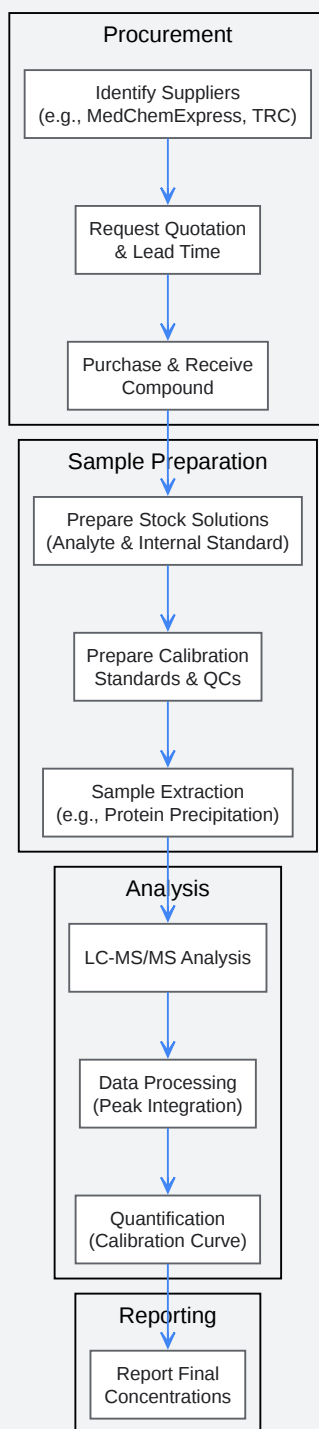 Procurement
Identify Suppliers
(e.g., MedChemExpress, TRC)
Request Quotation
& Lead Time
Purchase & Receive
Compound
Sample Preparation
Prepare Stock Solutions
(Analyte & Internal Standard)
Prepare Calibration
Standards & QCs
Sample Extraction
(e.g., Protein Precipitation)
Analysis
LC-MS/MS Analysis
Data Processing
(Peak Integration)
Quantification
(Calibration Curve)
Reporting
Report Final
Concentrations